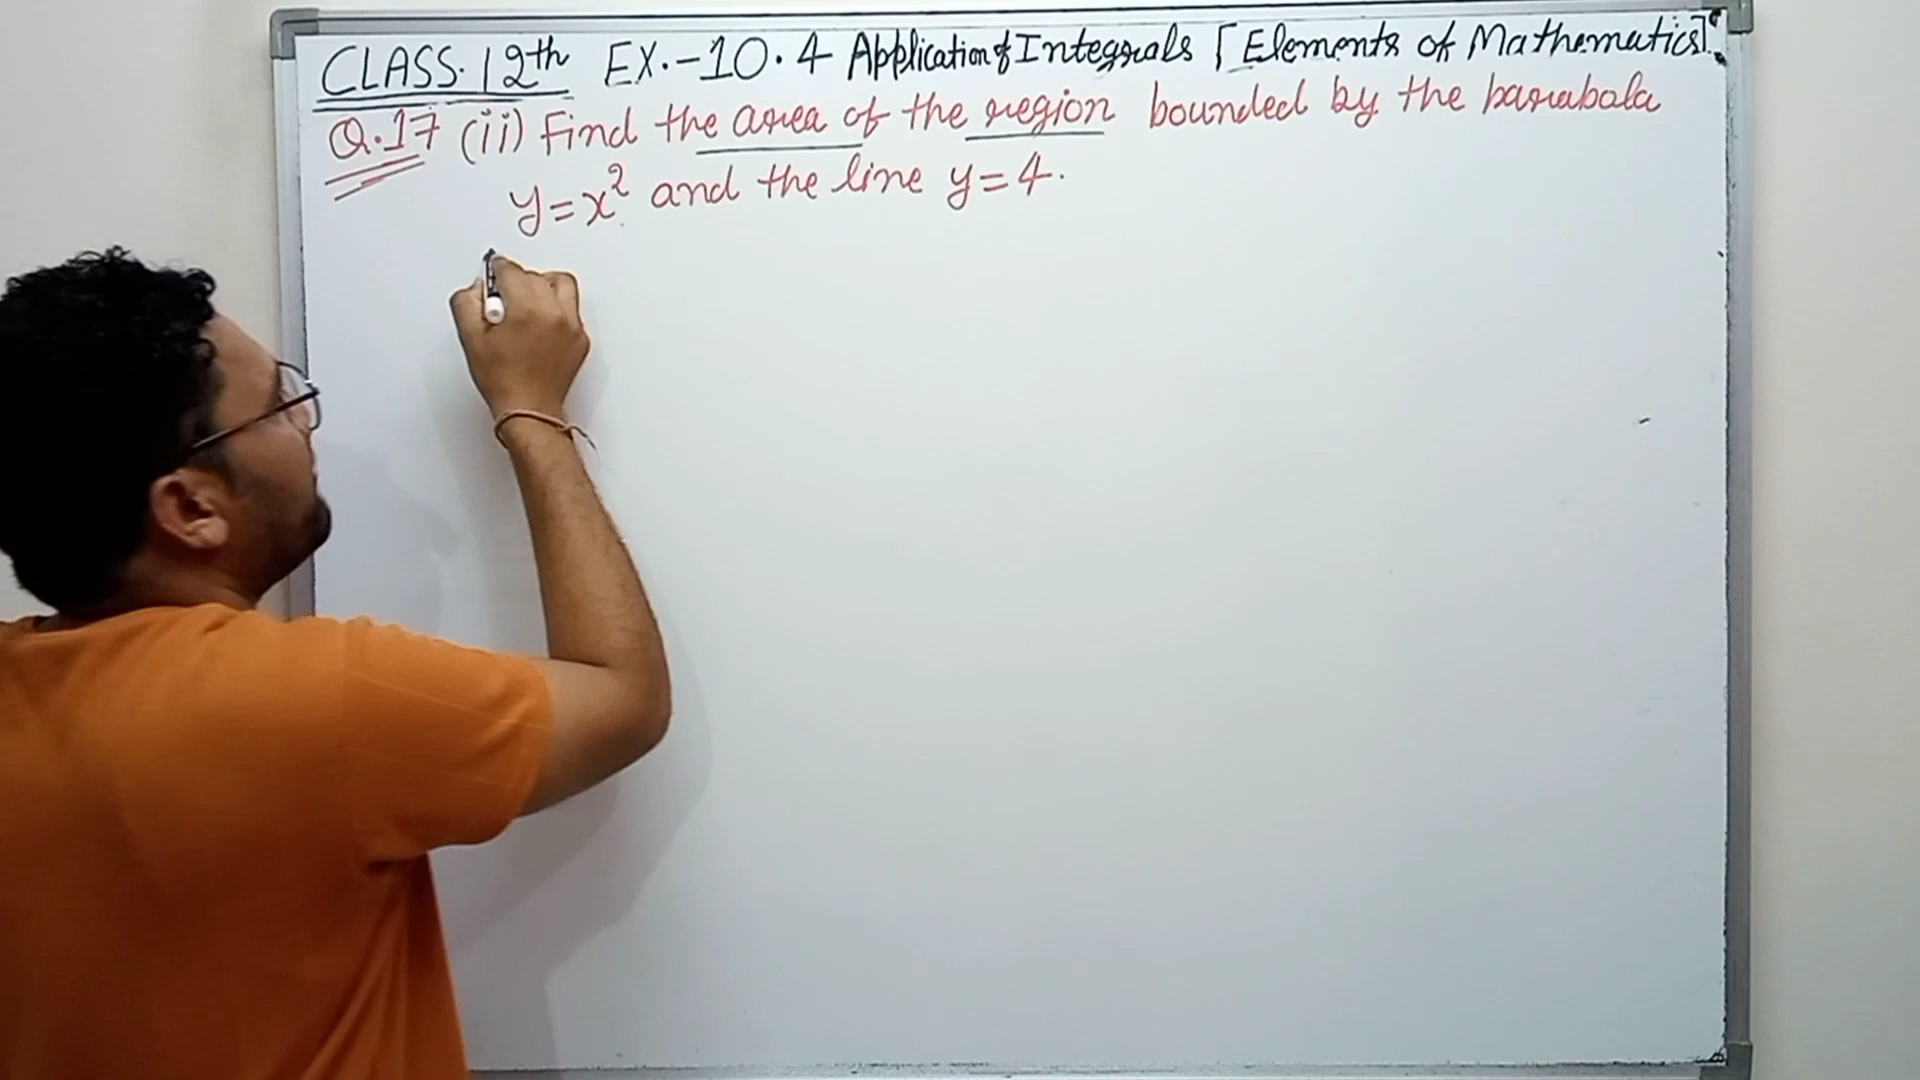 CLASS. 12th EX.-10.4 Application of Integrals [Elements of Mathematics]
Q.17 (ii) Find the area of the region bounded by the parabola
y=x² and the line y=4.